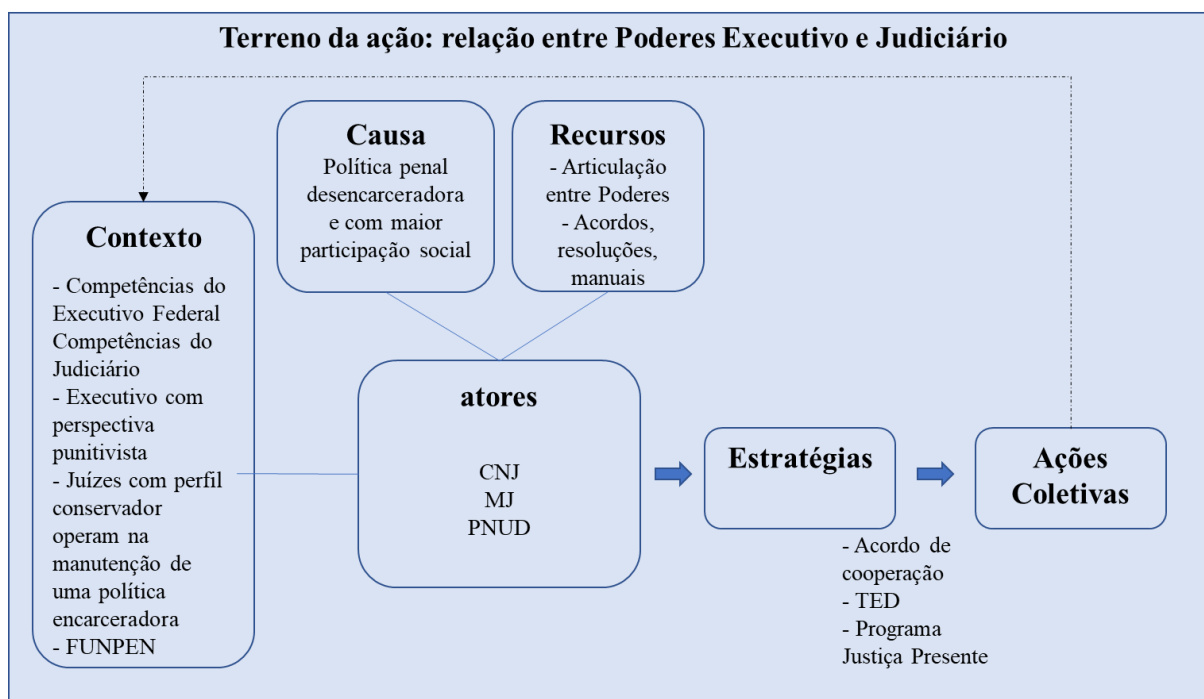 Terreno da ação: relação entre Poderes Executivo e Judiciário
Causa
Política penal
desencarceradora
e com maior
participação social
Recursos
- Articulação
entre Poderes
- Acordos,
resoluções,
manuais
Contexto
- Competências do
Executivo Federal
Competências do
Judiciário
- Executivo com
perspectiva
punitivista
- Juízes com perfil
conservador
operam na
manutenção de
uma política
encarceradora
- FUNPEN
atores
CNJ
MJ
PNUD
Estratégias
- Acordo de
cooperação
- TED
- Programa
Justiça Presente
Ações
Coletivas